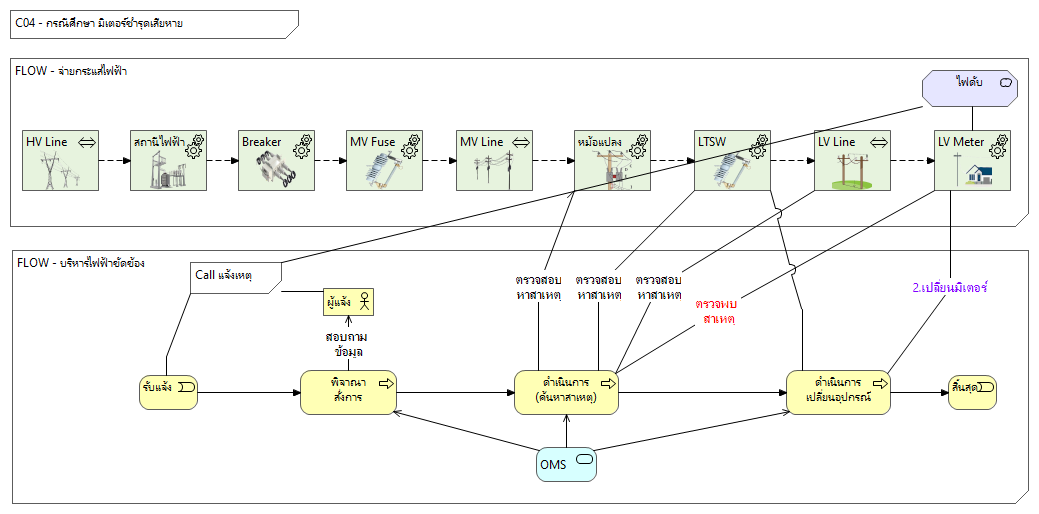 C04 - กรณีศึกษา มิเตอร์ชำรุดเสียหาย
FLOW - จ่ายกระแสไฟฟ้า
ไฟดับ
HV Line
สถานีไฟฟ้า
Breaker
MV Fuse
MV Line
หม้อแปลง
LTSW
LV Line
LV Meter
FLOW - บริหารไฟฟ้าขัดข้อง
Call แจ้งเหตุ
ผู้แจ้ง
ตรวจสอบ
หาสาเหตุ
ตรวจสอบ
หาสาเหตุ
ตรวจสอบ
หาสาเหตุ
ตรวจพบ
สาเหตุ
2.เปลี่ยนมิเตอร์
สอบถาม
ข้อมูล
รับแจ้ง
พิจาณา
สั่งการ
ดำเนินการ
(ค้นหาสาเหตุ)
ดำเนินการ
เปลี่ยนอุปกรณ์
สิ้นสุด
OMS